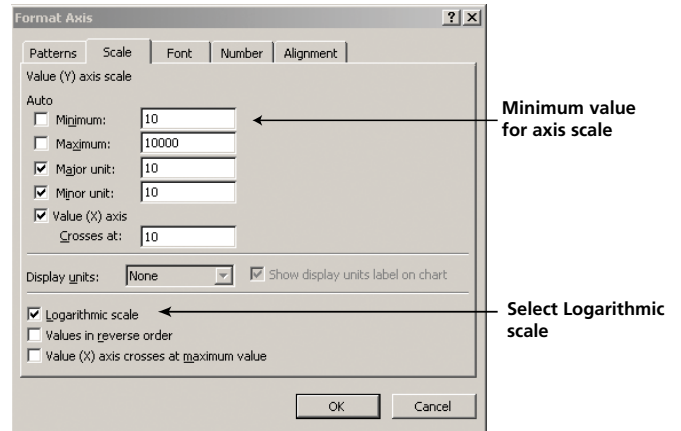 Format Axis
Patterns Scale Font Number Alignment
Value (Y) axis scale
Auto
Minimum: 10
Maximum: 10000
Major unit: 10
Minor unit: 10
Value (X) axis
Crosses at: 10
Display units: None Show display units label on chart
Logarithmic scale
Values in reverse order
Value (X) axis crosses at maximum value
OK Cancel
Minimum value
for axis scale
Select Logarithmic
scale